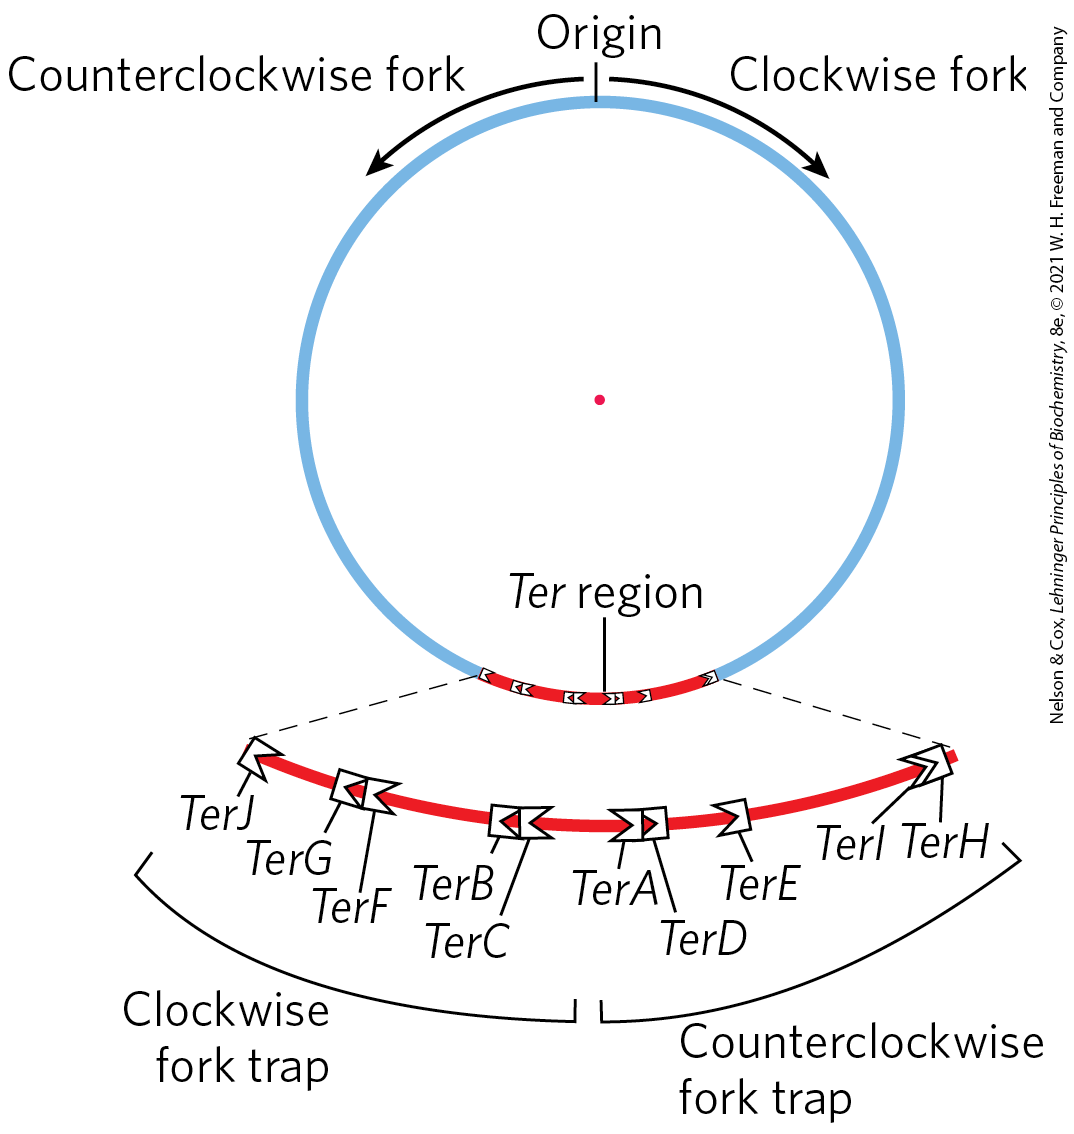 Origin
Counterclockwise fork
Clockwise fork
Ter region
TerJ
TerG
TerF
TerB
TerC
TerA
TerD
TerE
TerI
TerH
Clockwise
fork trap
Counterclockwise
fork trap
Nelson & Cox, Lehninger Principles of Biochemistry, 8e, © 2021 W. H. Freeman and Company